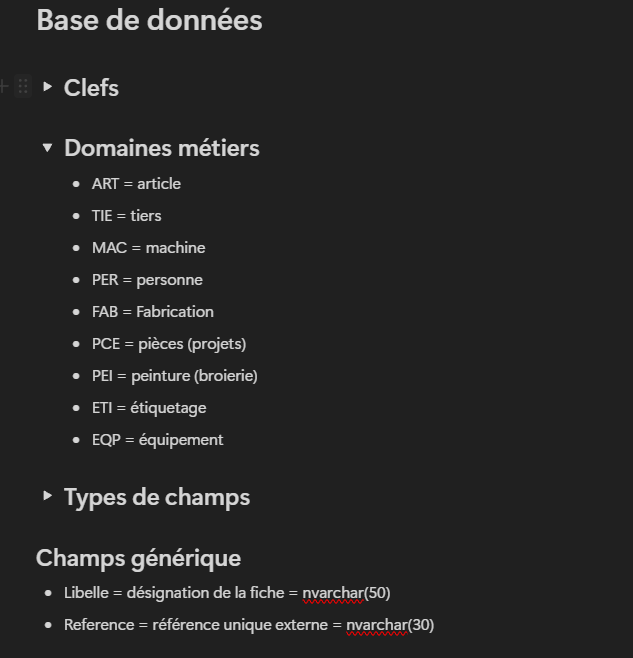 Base de données
Clefs
Domaines métiers
ART = article
TIE = tiers
MAC = machine
PER = personne
FAB = Fabrication
PCE = pièces (projets)
PEI = peinture (broierie)
ETI = étiquetage
EQP = équipement
Types de champs
Champs générique
Libelle = désignation de la fiche = nvarchar(50)
Reference = référence unique externe = nvarchar(30)